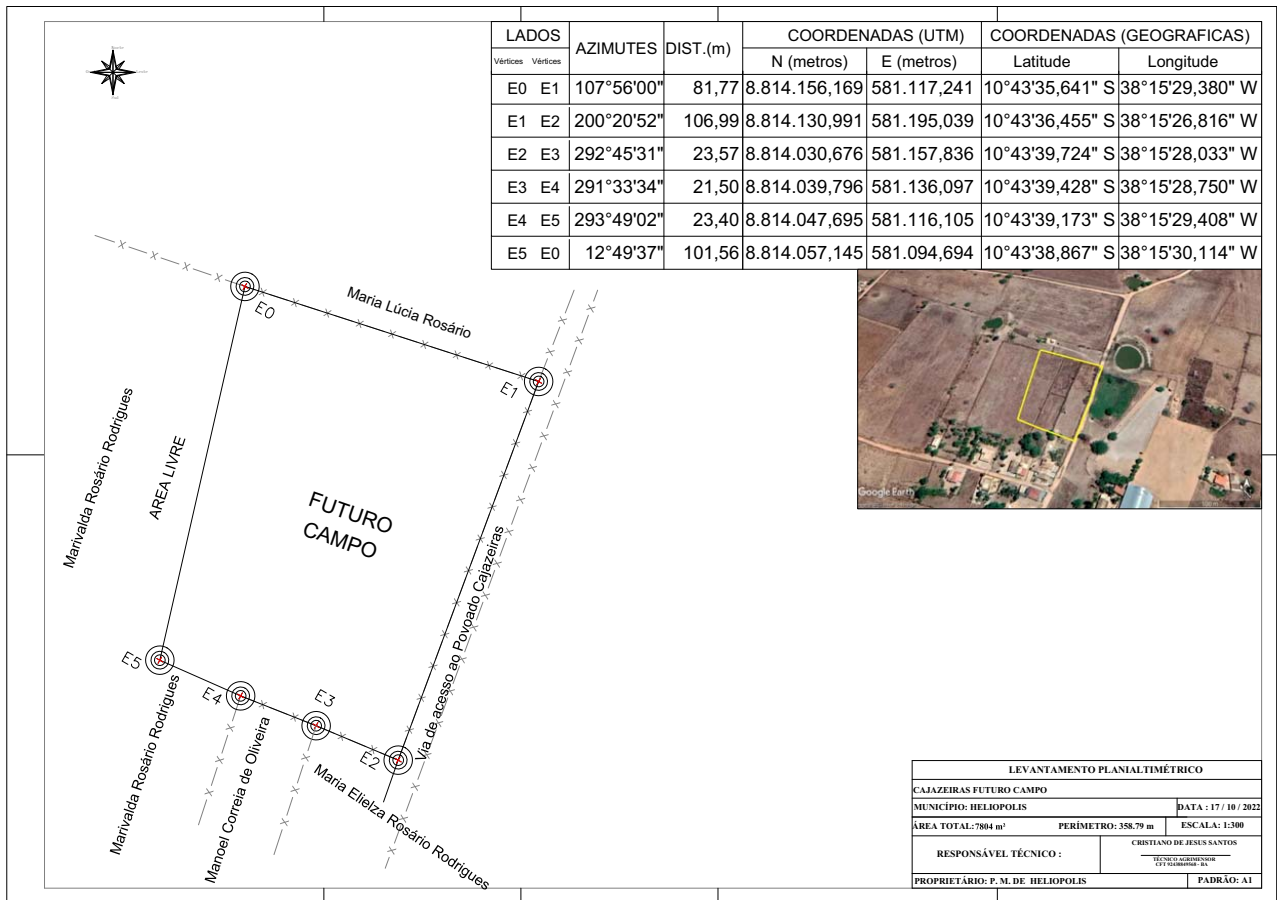 LADOS AZIMUTES DIST.(m) COORDENADAS (UTM) COORDENADAS (GEOGRAFICAS)
Vértices Vértices N (metros) E (metros) Latitude Longitude
E0 E1 107°56'00" 81,77 8.814.156,169 581.117,241 10°43'35,641" S 38°15'29,380" W
E1 E2 200°20'52" 106,99 8.814.130,991 581.195,039 10°43'36,455" S 38°15'26,816" W
E2 E3 292°45'31" 23,57 8.814.030,676 581.157,836 10°43'39,724" S 38°15'28,033" W
E3 E4 291°33'34" 21,50 8.814.039,796 581.136,097 10°43'39,428" S 38°15'28,750" W
E4 E5 293°49'02" 23,40 8.814.047,695 581.116,105 10°43'39,173" S 38°15'29,408" W
E5 E0 12°49'37" 101,56 8.814.057,145 581.094,694 10°43'38,867" S 38°15'30,114" W
E0
Maria Lúcia Rosário
E1
Marivalda Rosário Rodrigues
AREA LIVRE
FUTURO
CAMPO
Via de acesso ao Povoado Cajazeiras
E5
E4
E3
E2
Marivalda Rosário Rodrigues
Manoel Correia de Oliveira
Maria Elielza Rosário Rodrigues
Google Earth
LEVANTAMENTO PLANIALTIMÉTRICO
CAJAZEIRAS FUTURO CAMPO
MUNICÍPIO: HELIOPOLIS DATA : 17 / 10 / 2022
ÁREA TOTAL:7804 m² PERÍMETRO: 358.79 m ESCALA: 1:300
RESPONSÁVEL TÉCNICO :
CRISTIANO DE JESUS SANTOS
TÉCNICO AGRIMENSOR
PROPRIETÁRIO: P. M. DE HELIOPOLIS PADRÃO: A1